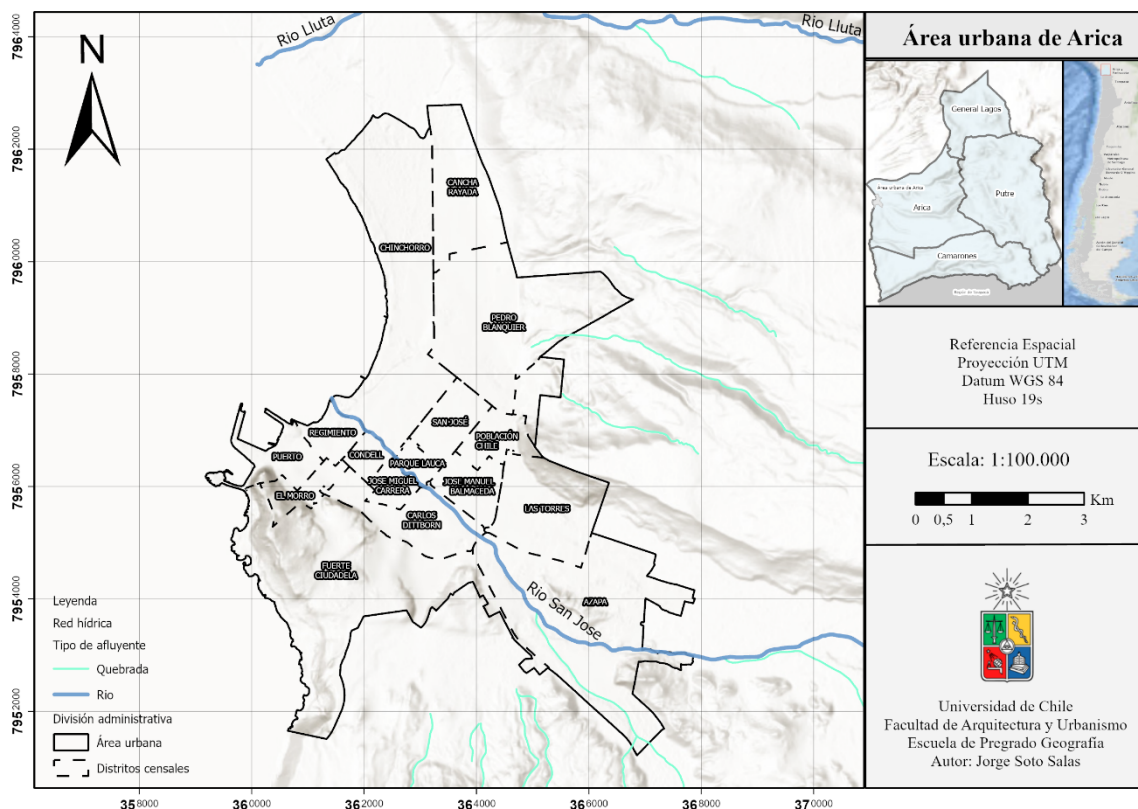 Área urbana de Arica
Rio Lluta
Rio Lluta
N
CANCHA
RAYADA
CHINCHORRO
PEDRO
BLANQUIER
SAN JOSÉ
POBLACIÓN
CHILE
REGIMIENTO
CONDELL
PUERTO
PARQUE LAUCA
JOSE MIGUEL
CARRERA
JOSE MANUEL
BALMACEDA
EL MORRO
CARLOS
DITTBORN
LAS TORRES
FUERTE
CIUDADELA
AZAPA
Rio San Jose
7964000
7962000
7960000
7958000
7956000
7954000
7952000
358000
360000
362000
364000
366000
368000
370000
Leyenda
Red hídrica
Tipo de afluyente
Quebrada
Rio
División administrativa
Área urbana
Distritos censales
General Lagos
Putre
Área urbana de Arica
Arica
Camarones
Referencia Espacial
Proyección UTM
Datum WGS 84
Huso 19s
Escala: 1:100.000
0 0,5 1 2 3 Km
Universidad de Chile
Facultad de Arquitectura y Urbanismo
Escuela de Pregrado Geografía
Autor: Jorge Soto Salas